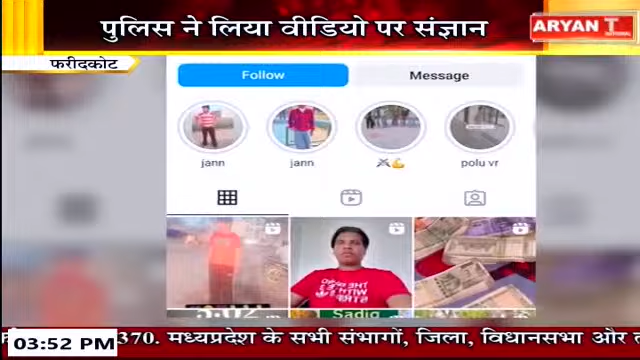 पुलिस ने लिया वीडियो पर संज्ञान
ARYAN T
NATIONAL
फरीदकोट
Follow
Message
jann
jann
⚔💪
polu vr
Sadiq
03:52 PM
370. मध्यप्रदेश के सभी संभागों, जिला, विधानसभा और